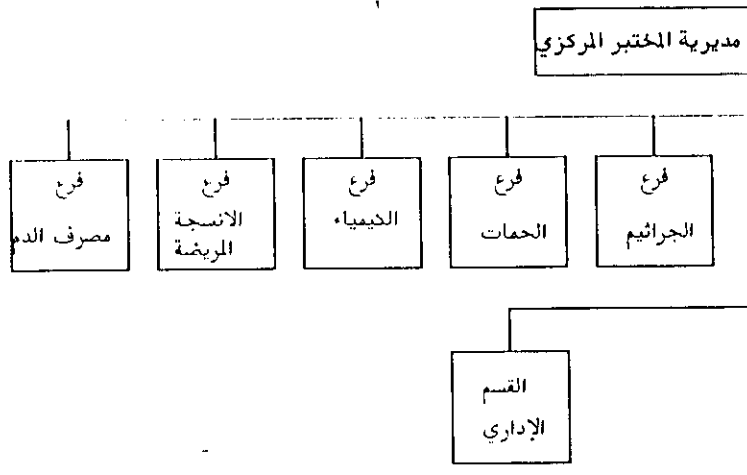 مديرية المختبر المركزي
فرع
الجراثيم
فرع
الحمات
فرع
الكيمياء
فرع
الانسجة
المريضة
فرع
مصرف الدم
القسم
الإداري